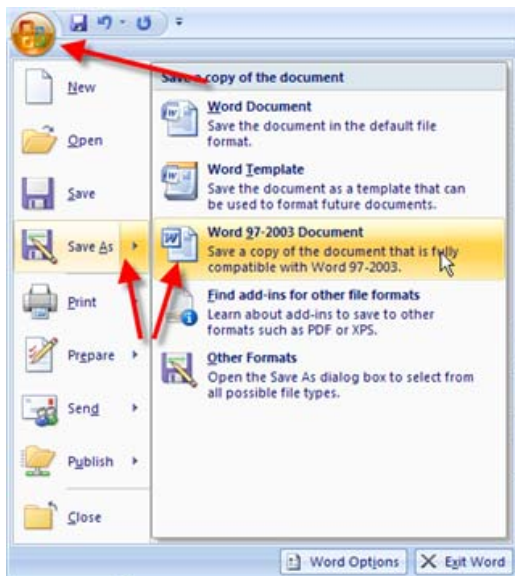 New
Open
Save
Save As
Print
Prepare
Send
Publish
Close
Save a copy of the document
Word Document
Save the document in the default file
format.
Word Template
Save the document as a template that can
be used to format future documents.
Word 97-2003 Document
Save a copy of the document that is fully
compatible with Word 97-2003.
Find add-ins for other file formats
Learn about add-ins to save to other
formats such as PDF or XPS.
Other Formats
Open the Save As dialog box to select from
all possible file types.
Word Options
Exit Word